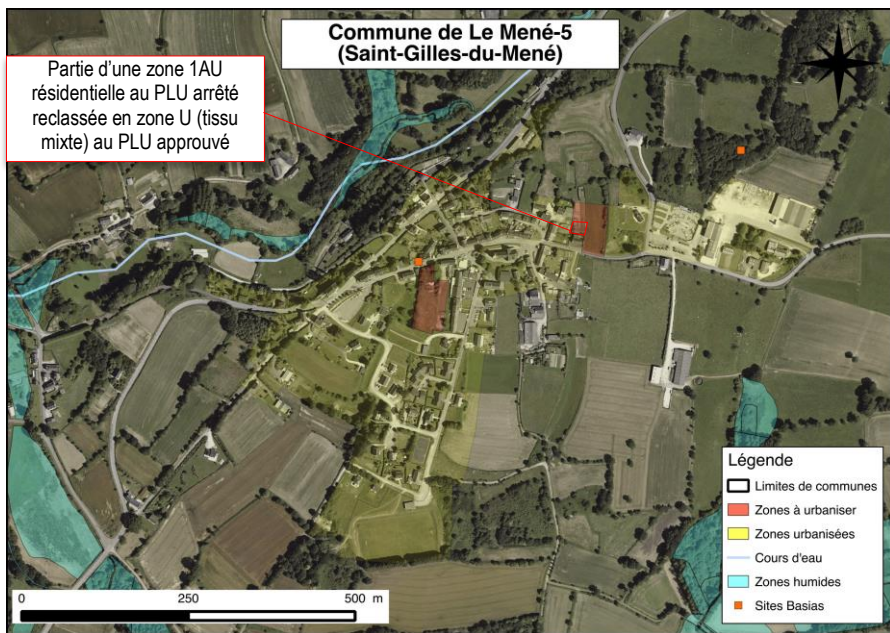 Commune de Le Mené-5
(Saint-Gilles-du-Mené)
Partie d’une zone 1AU
résidentielle au PLU arrêté
reclassée en zone U (tissu
mixte) au PLU approuvé
Légende
Limites de communes
Zones à urbaniser
Zones urbanisées
Cours d'eau
Zones humides
Sites Basias
0 250 500 m